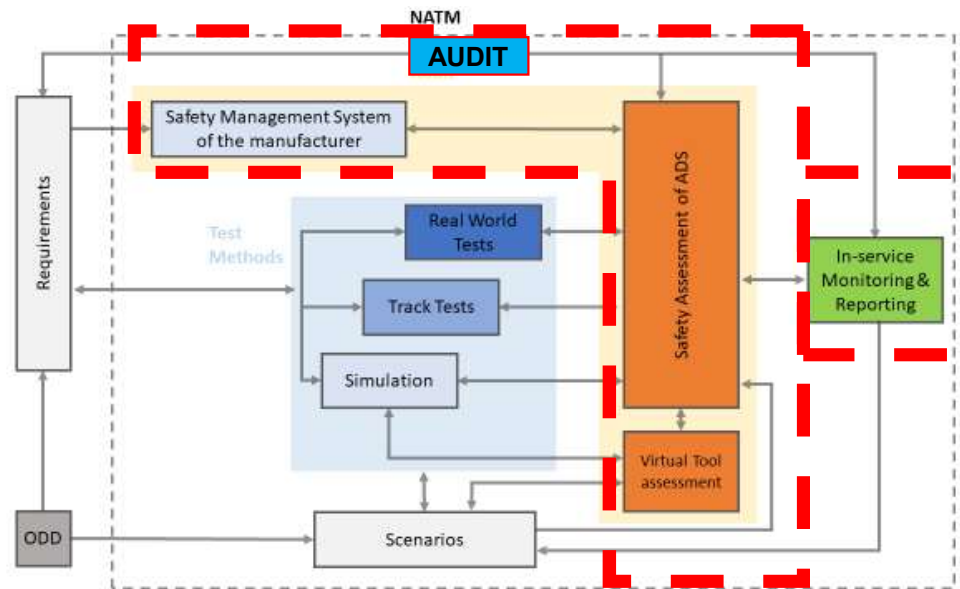 NATM
AUDIT
Safety Management System
of the manufacturer
Requirements
Test
Methods
Real World
Tests
Track Tests
Simulation
Safety Assessment of ADS
In-service
Monitoring &
Reporting
Virtual Tool
assessment
ODD
Scenarios